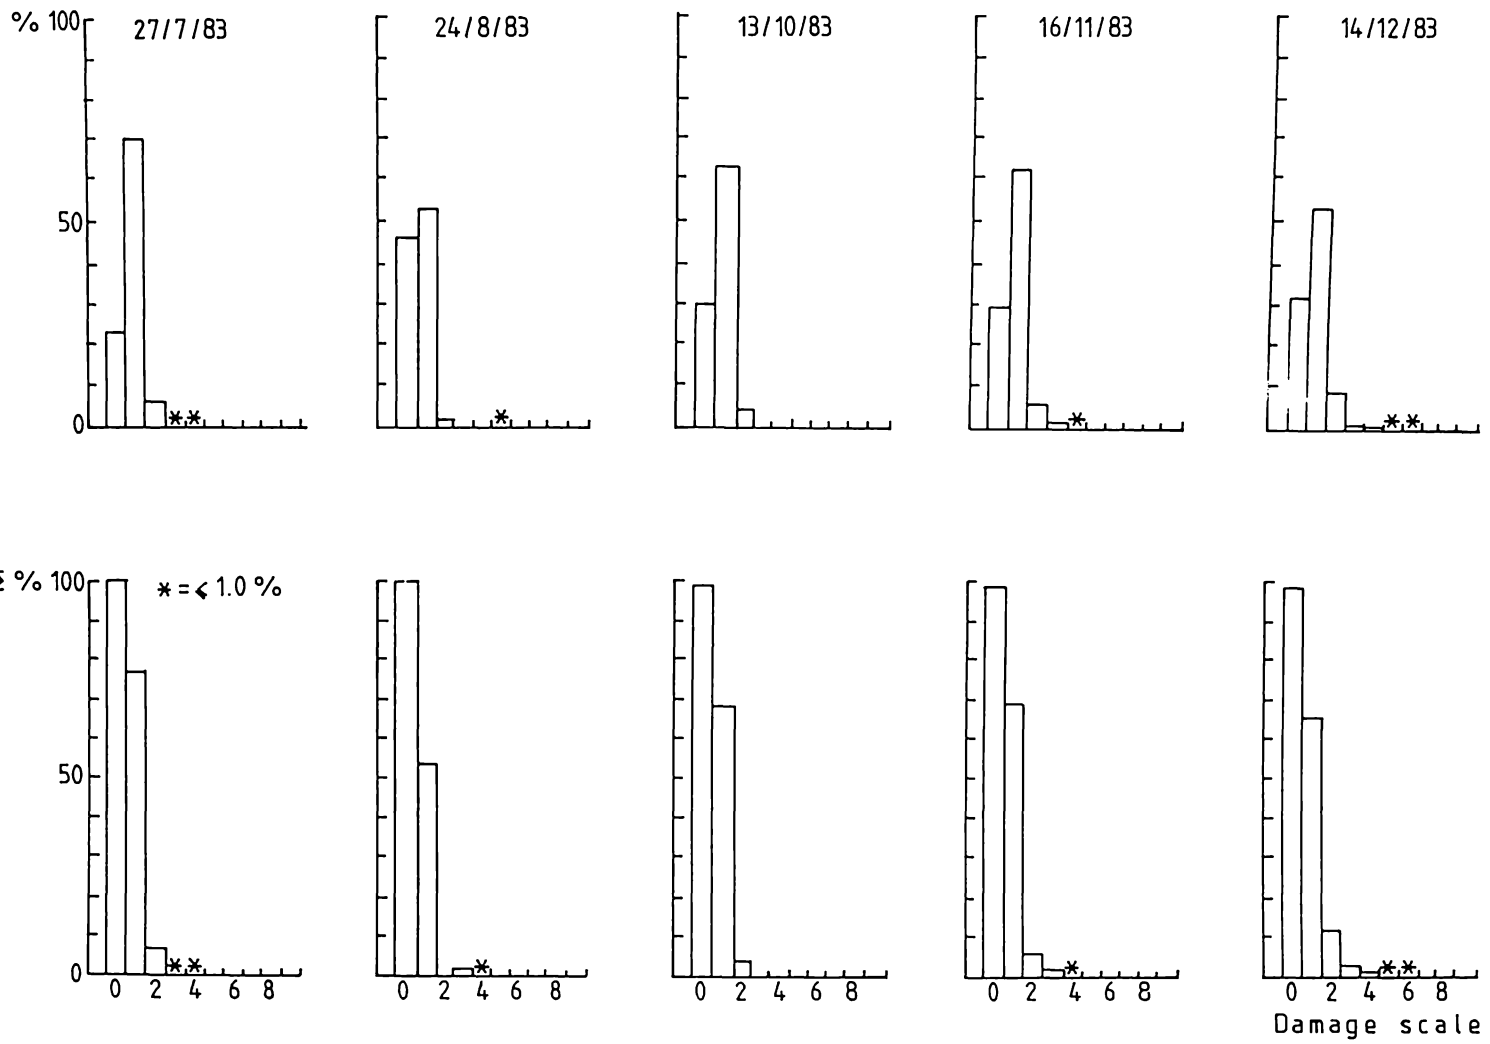 % 100 27/7/83 24/8/83 13/10/83 16/11/83 14/12/83
50
0 * * * * * *
% 100 * = < 1.0 %
50
0 * * * * * *
0 2 4 6 8 0 2 4 6 8 0 2 4 6 8 0 2 4 6 8 0 2 4 6 8
Damage scale